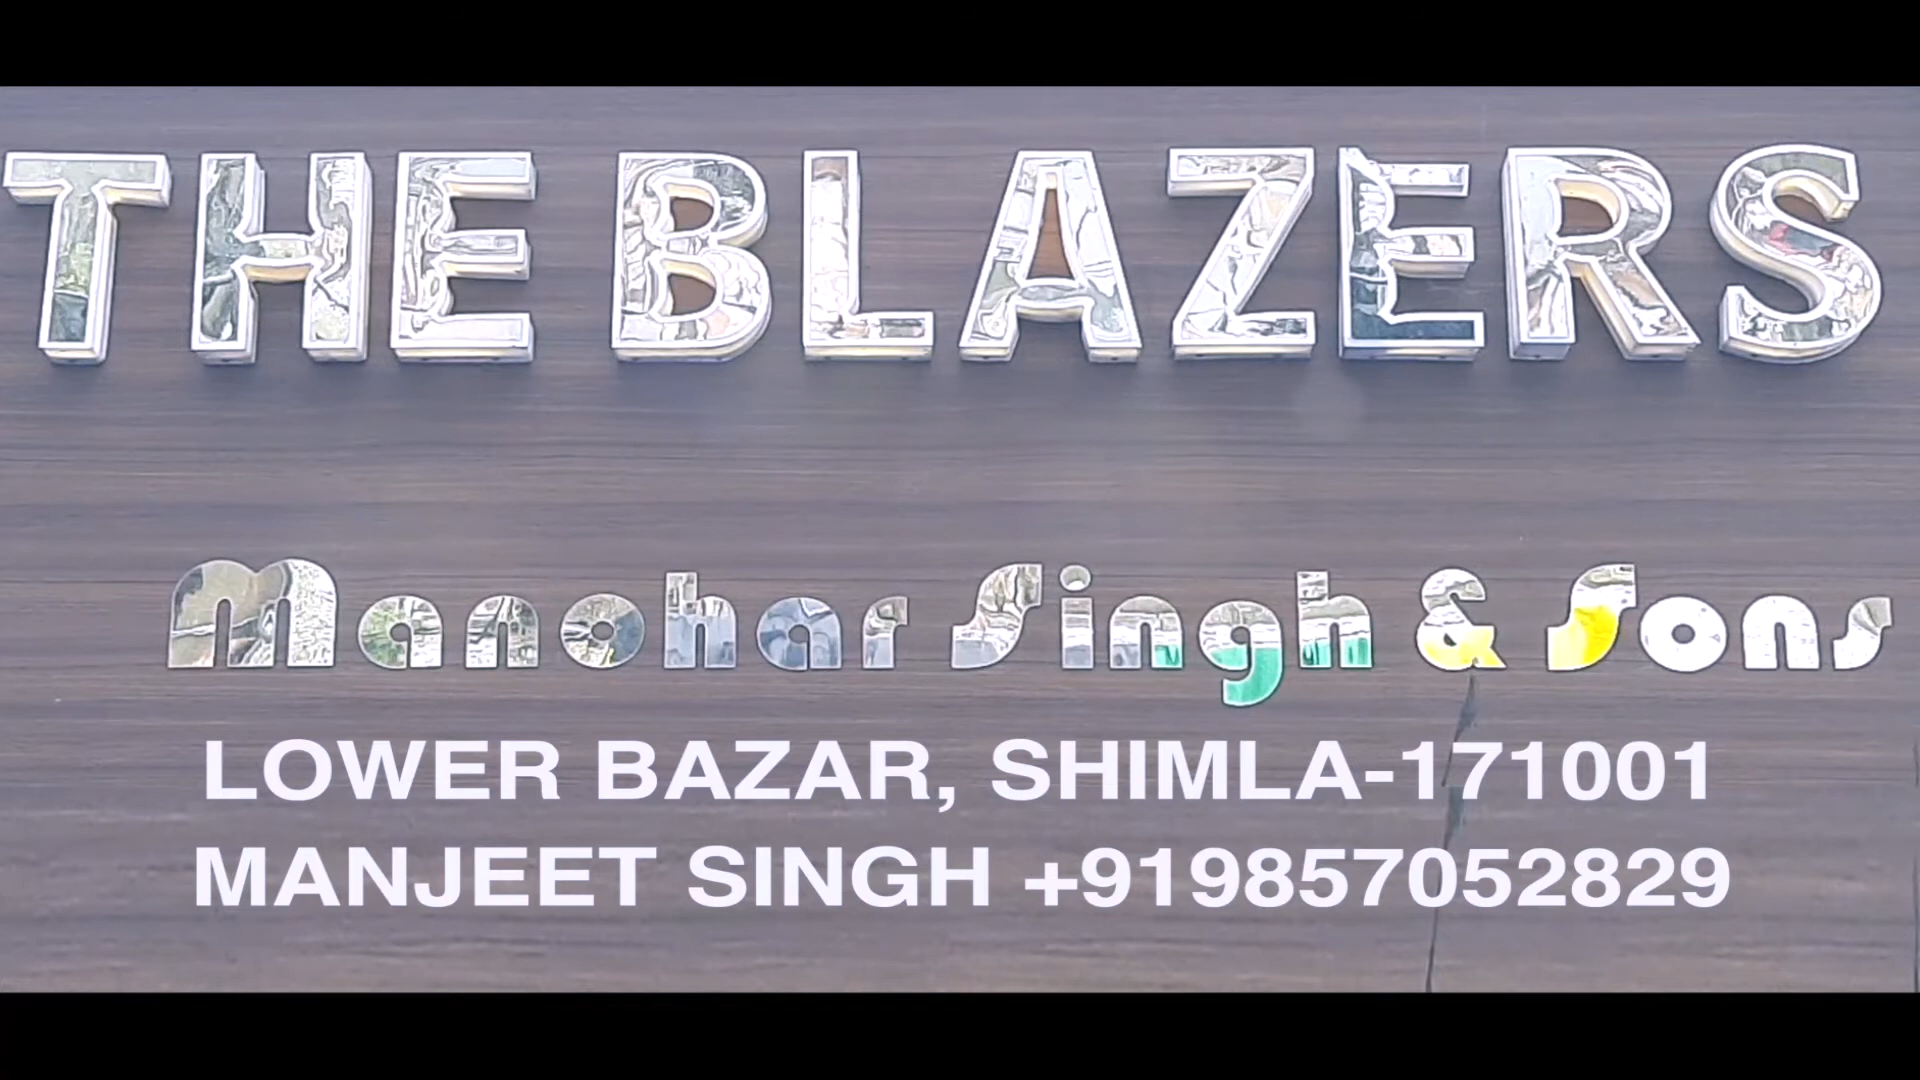 THE BLAZERS
Manohar Singh & Sons
LOWER BAZAR, SHIMLA-171001
MANJEET SINGH +919857052829